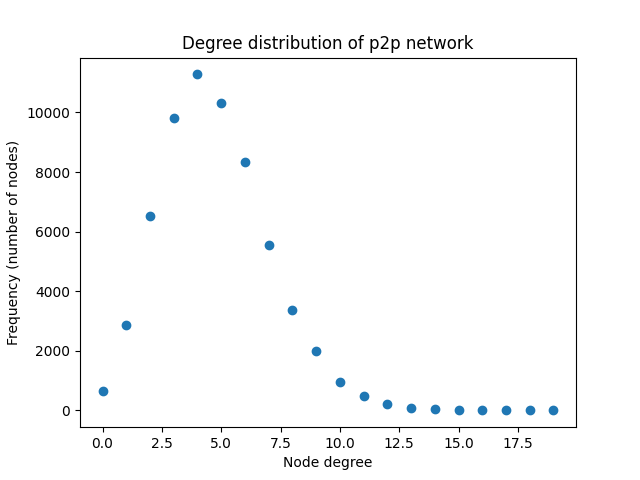 Degree distribution of p2p network
Frequency (number of nodes)
10000
8000
6000
4000
2000
0
0.0 2.5 5.0 7.5 10.0 12.5 15.0 17.5
Node degree